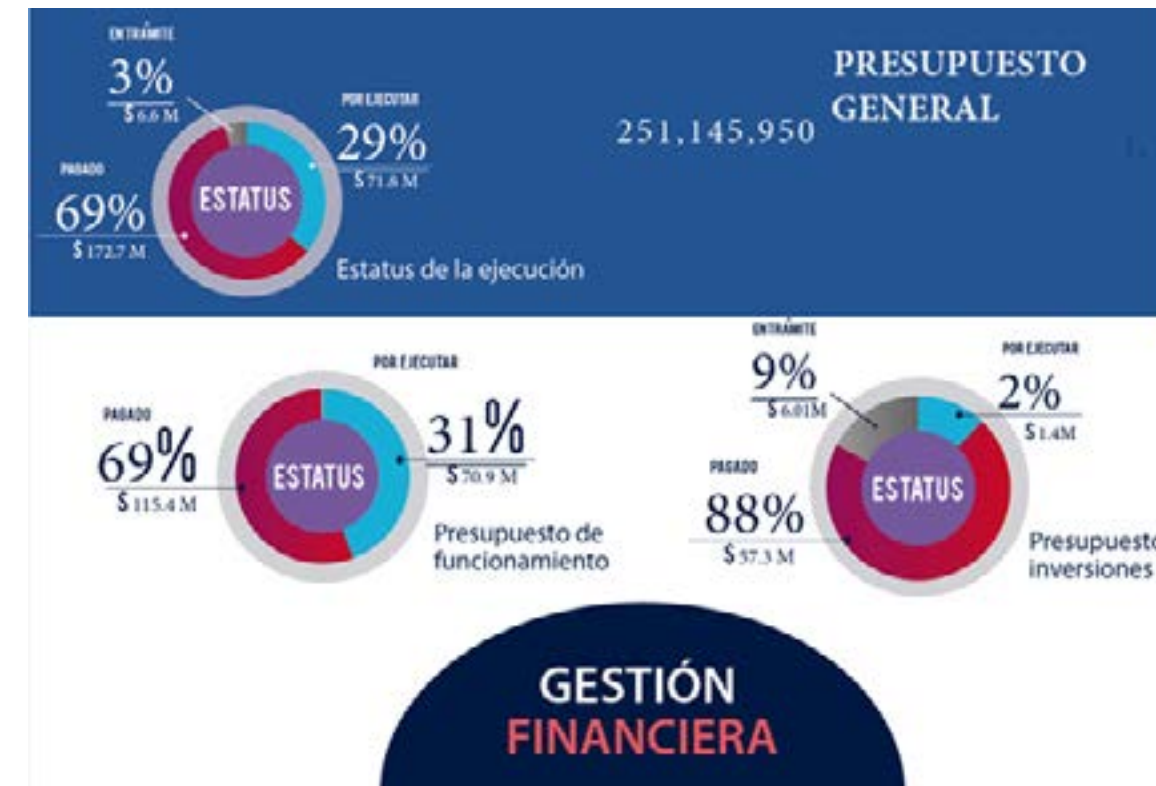 EN TRÁMITE
3%
$ 6.6 M
POR EJECUTAR
29%
$ 71.8 M
PAGADO
69%
$ 172.7 M
ESTATUS
Estatus de la ejecución
251,145,950
PRESUPUESTO
GENERAL
PAGADO
69%
$ 115.4 M
POR EJECUTAR
31%
$ 70.9 M
ESTATUS
Presupuesto de
funcionamiento
EN TRÁMITE
9%
$ 6.01M
POR EJECUTAR
2%
$ 1.4M
PAGADO
88%
$ 57.3 M
ESTATUS
Presupuesto
inversiones
GESTIÓN
FINANCIERA